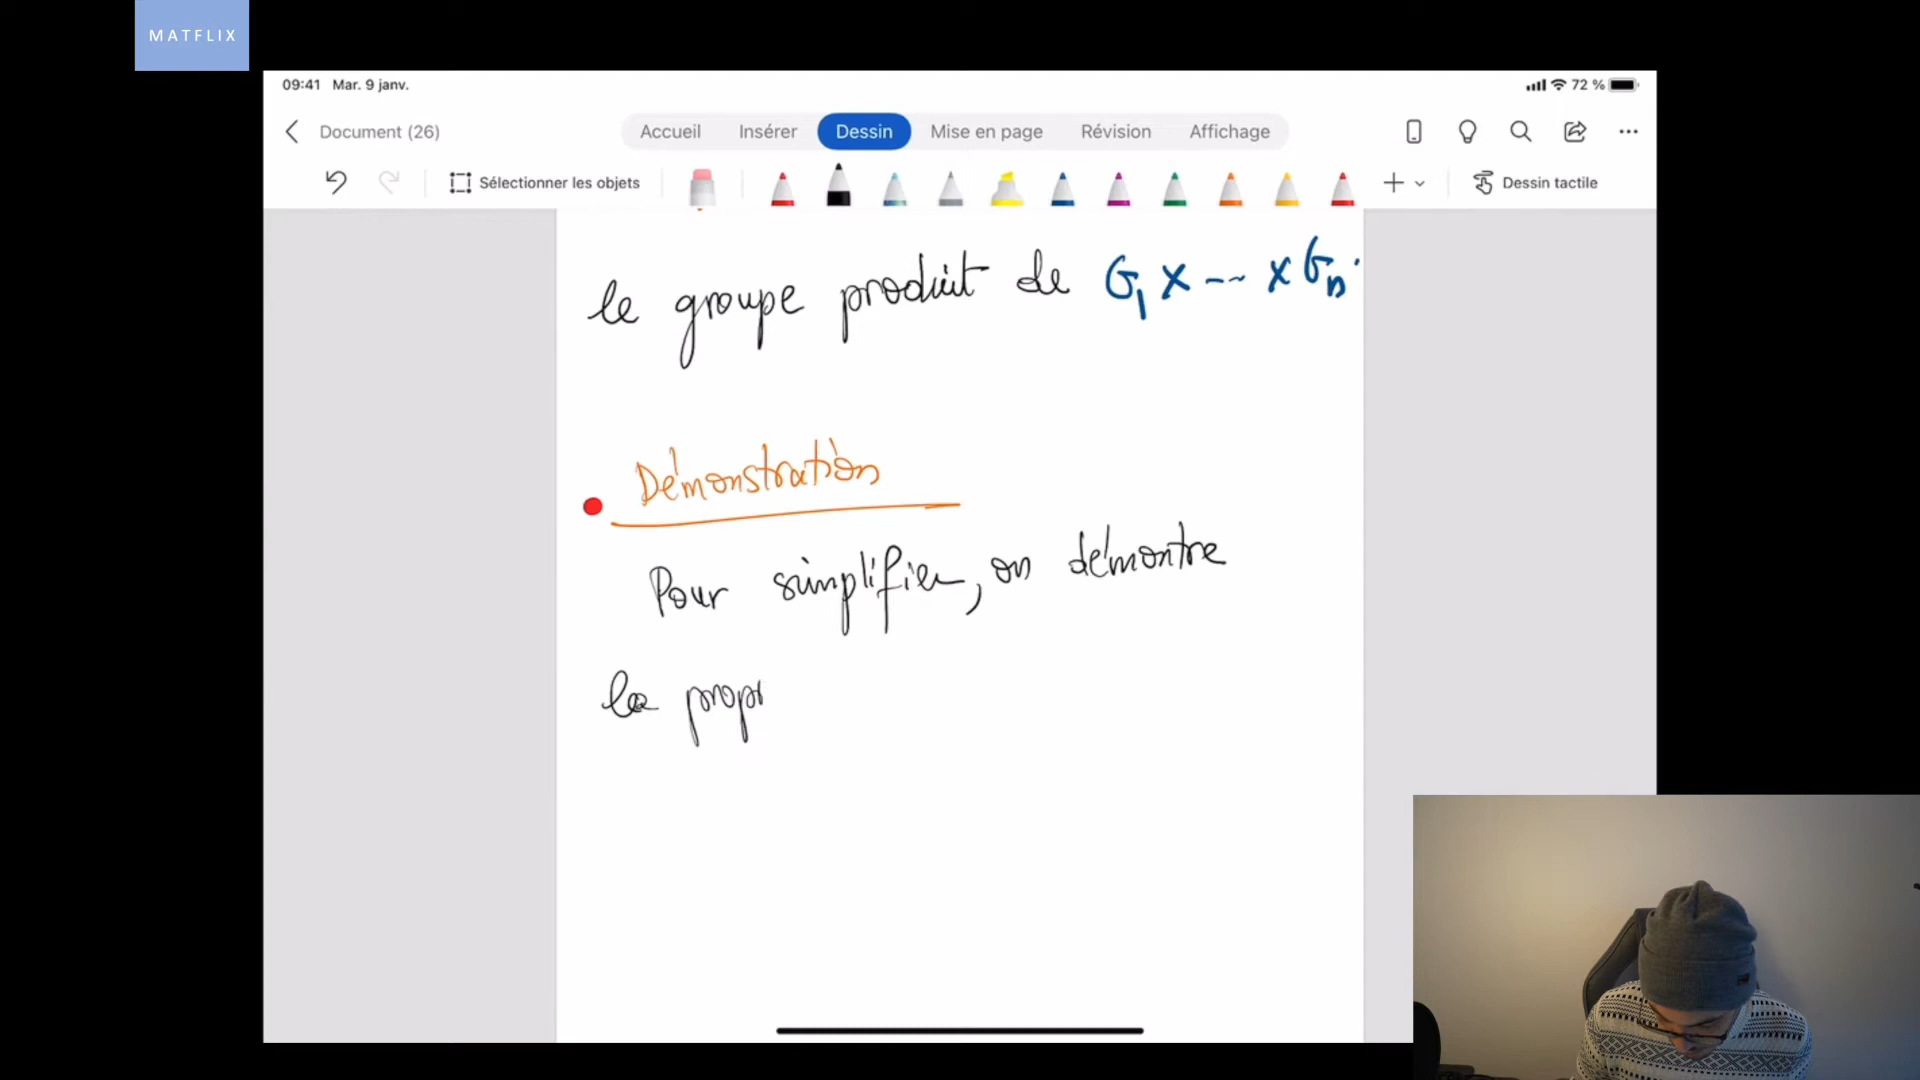 MATFLIX
09:41 Mar. 9 janv.
72 %
Document (26)
Accueil Insérer Dessin Mise en page Révision Affichage
Sélectionner les objets
Dessin tactile
le groupe produit de G₁ x -- x Gₙ.
Démonstration
Pour simplifier, on démontre
la propr